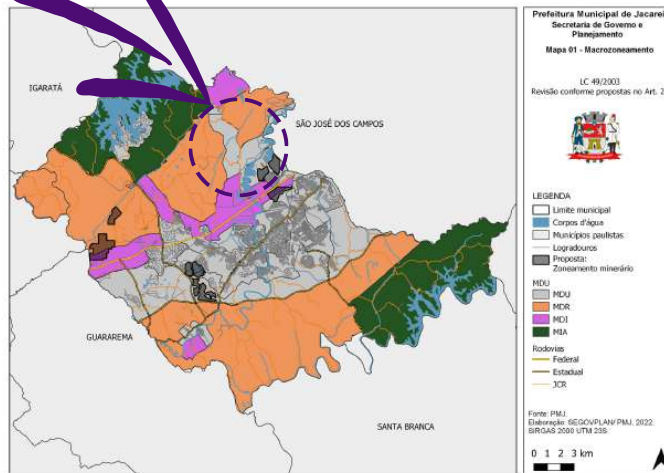 Prefeitura Municipal de Jacareí
Secretaria de Governo e
Planejamento
Mapa 01 - Macrozoneamento
LC 49/2003
Revisão conforme propostas no Art. 2
IGARATÁ
SÃO JOSÉ DOS CAMPOS
GUARAREMA
SANTA BRANCA
LEGENDA
Limite municipal
Corpos d'água
Municípios paulistas
Logradouros
Proposta:
Zoneamento minerário
MDU
MDU
MDR
MDI
MIA
Rodovias
Federal
Estadual
JCR
Fonte: PMJ.
Elaboração: SEGOVPLAN/ PMJ, 2022.
SIRGAS 2000 UTM 23S.
0 1 2 3 km